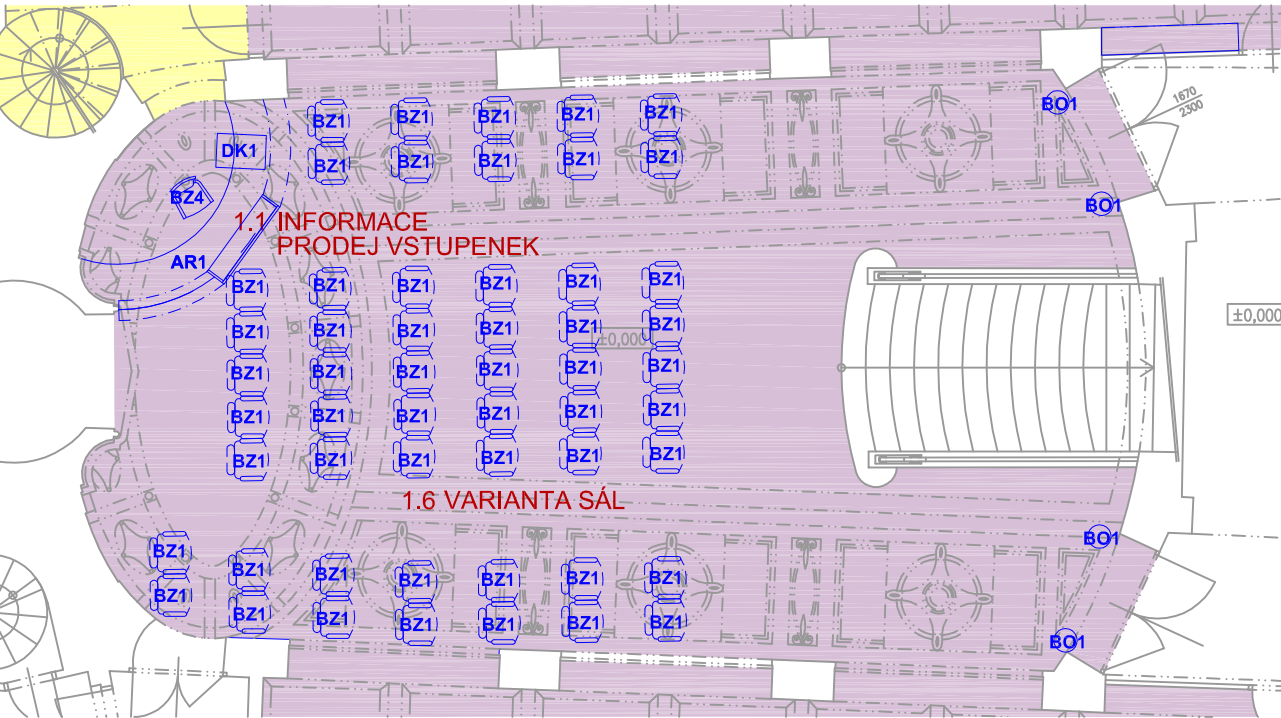 BZ1 BZ1 BZ1 BZ1 BZ1
BO1
1670
2300
DK1
BZ1 BZ1 BZ1 BZ1 BZ1
BZ4
BO1
1.1 INFORMACE
PRODEJ VSTUPENEK
AR1
BZ1 BZ1 BZ1 BZ1 BZ1 BZ1
±0,000
BZ1 BZ1 BZ1 BZ1 BZ1 BZ1
±0,000
BZ1 BZ1 BZ1 BZ1 BZ1 BZ1
BZ1 BZ1 BZ1 BZ1 BZ1 BZ1
BZ1 BZ1 BZ1 BZ1 BZ1 BZ1
1.6 VARIANTA SÁL
BO1
BZ1 BZ1 BZ1 BZ1 BZ1 BZ1 BZ1
BZ1 BZ1 BZ1 BZ1 BZ1 BZ1 BZ1
BO1